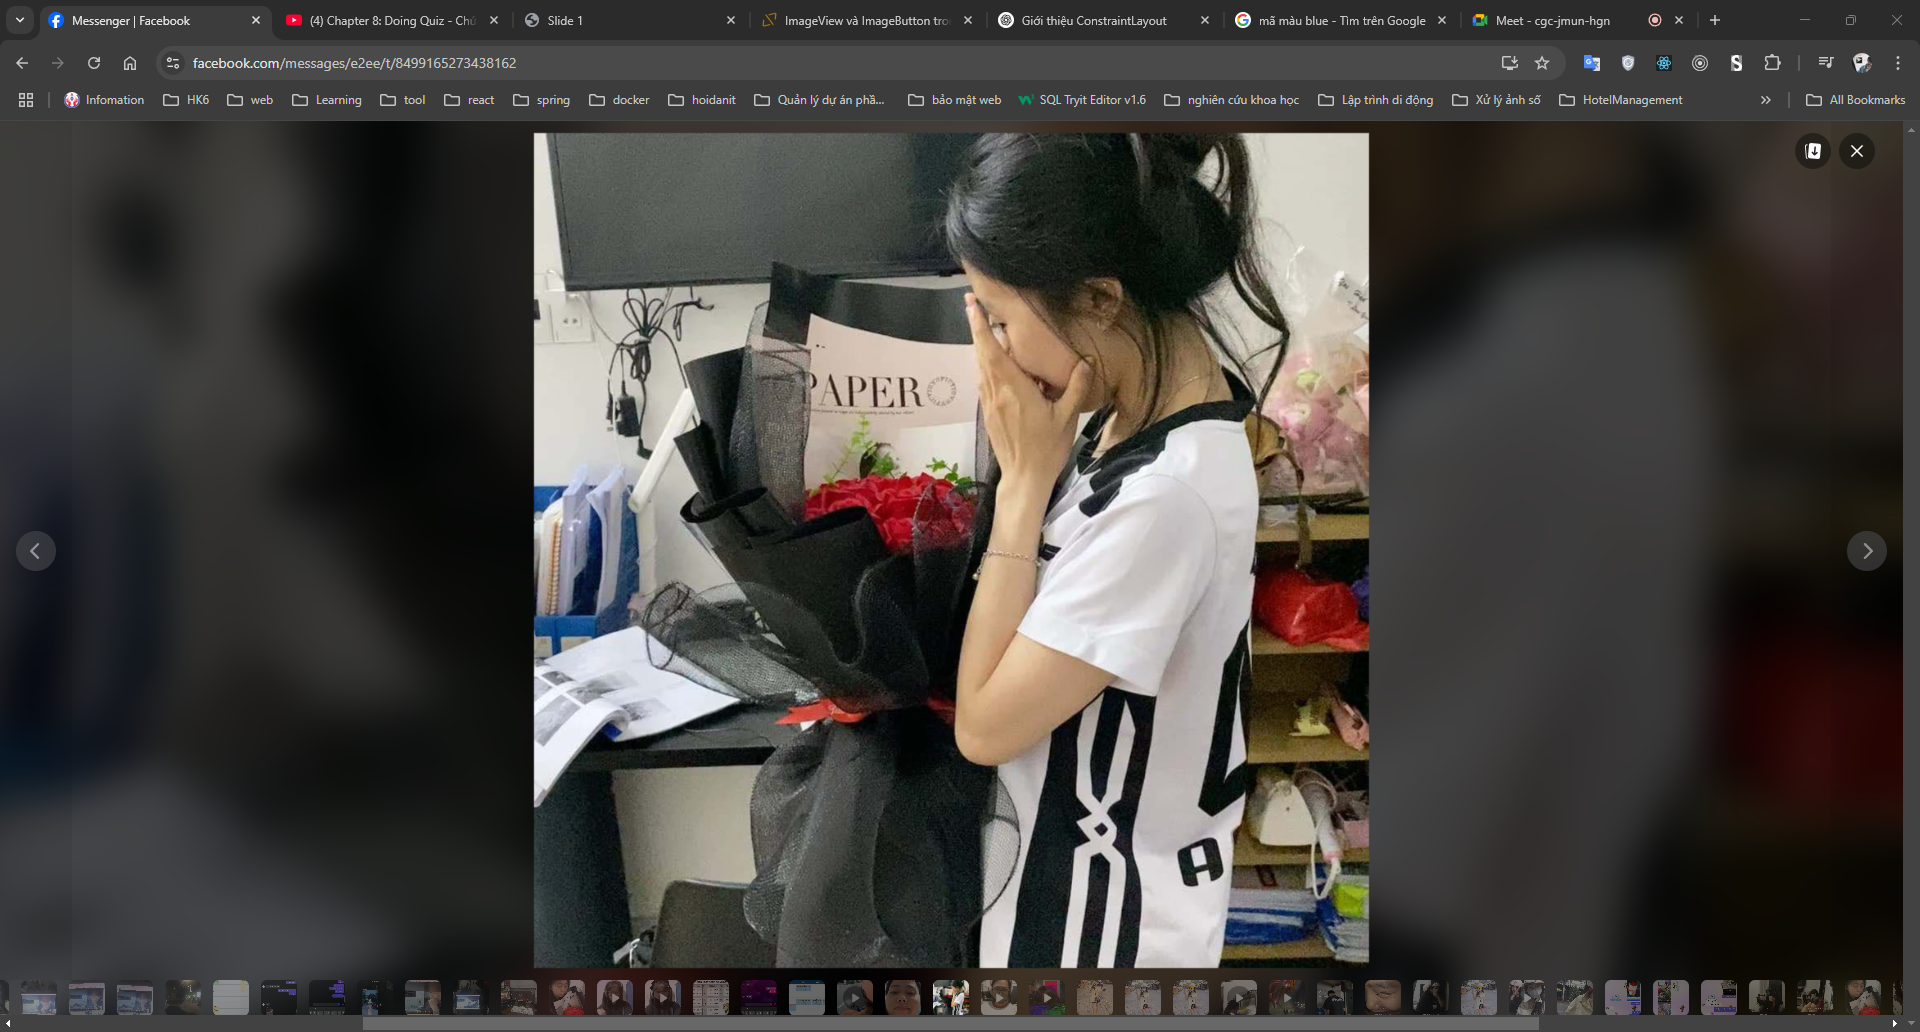 Messenger | Facebook
(4) Chapter 8: Doing Quiz - Chứ
Slide 1
ImageView và ImageButton tro
Giới thiệu ConstraintLayout
mã màu blue - Tìm trên Google
Meet - cgc-jmun-hgn
facebook.com/messages/e2ee/t/8499165273438162
Infomation
HK6
web
Learning
tool
react
spring
docker
hoidanit
Quản lý dự án phầ...
bảo mật web
SQL Tryit Editor v1.6
nghiên cứu khoa học
Lập trình di động
Xử lý ảnh số
HotelManagement
All Bookmarks
PAPER
A